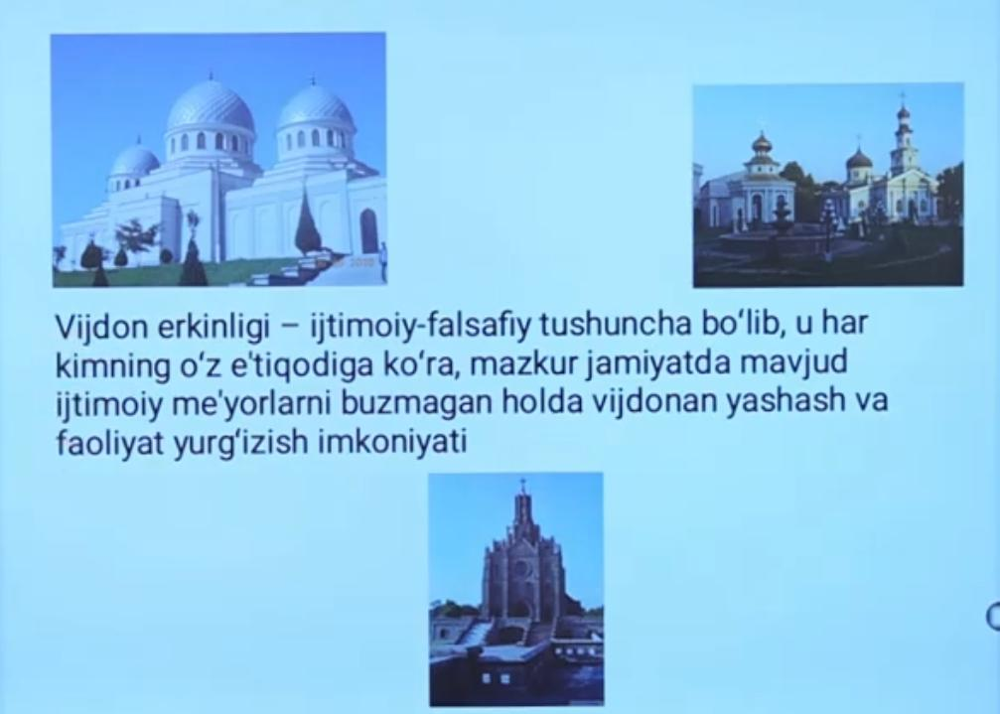 Vijdon erkinligi – ijtimoiy-falsafiy tushuncha bo‘lib, u har
kimning o‘z e'tiqodiga ko‘ra, mazkur jamiyatda mavjud
ijtimoiy me'yorlarni buzmagan holda vijdonan yashash va
faoliyat yurg‘izish imkoniyati